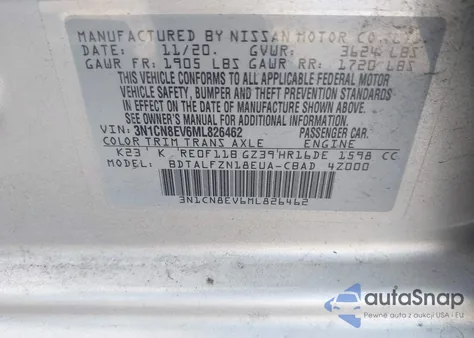 MANUFACTURED BY NISSAN MOTOR CO.,
DATE: 11/20. GVWR: 3624 LBS
GAWR FR: 1905 LBS GAWR RR: 1720 LBS
THIS VEHICLE CONFORMS TO ALL APPLICABLE FEDERAL MOTOR
VEHICLE SAFETY, BUMPER AND THEFT PREVENTION STANDARDS
IN EFFECT ON THE DATE OF MANUFACTURE SHOWN ABOVE.
SEE OWNER'S MANUAL FOR ADDITIONAL INFORMATION.
VIN: 3N1CN8EV6ML826462 PASSENGER CAR.
COLOR TRIM TRANS AXLE ENGINE
K23 K RE0F11B GZ39 HR16DE 1598 CC
MODEL: BDTALFZN18EUA-CBAD 4Z000
3N1CN8EV6ML826462
autoSnap
Pewne auta z aukcji USA i EU